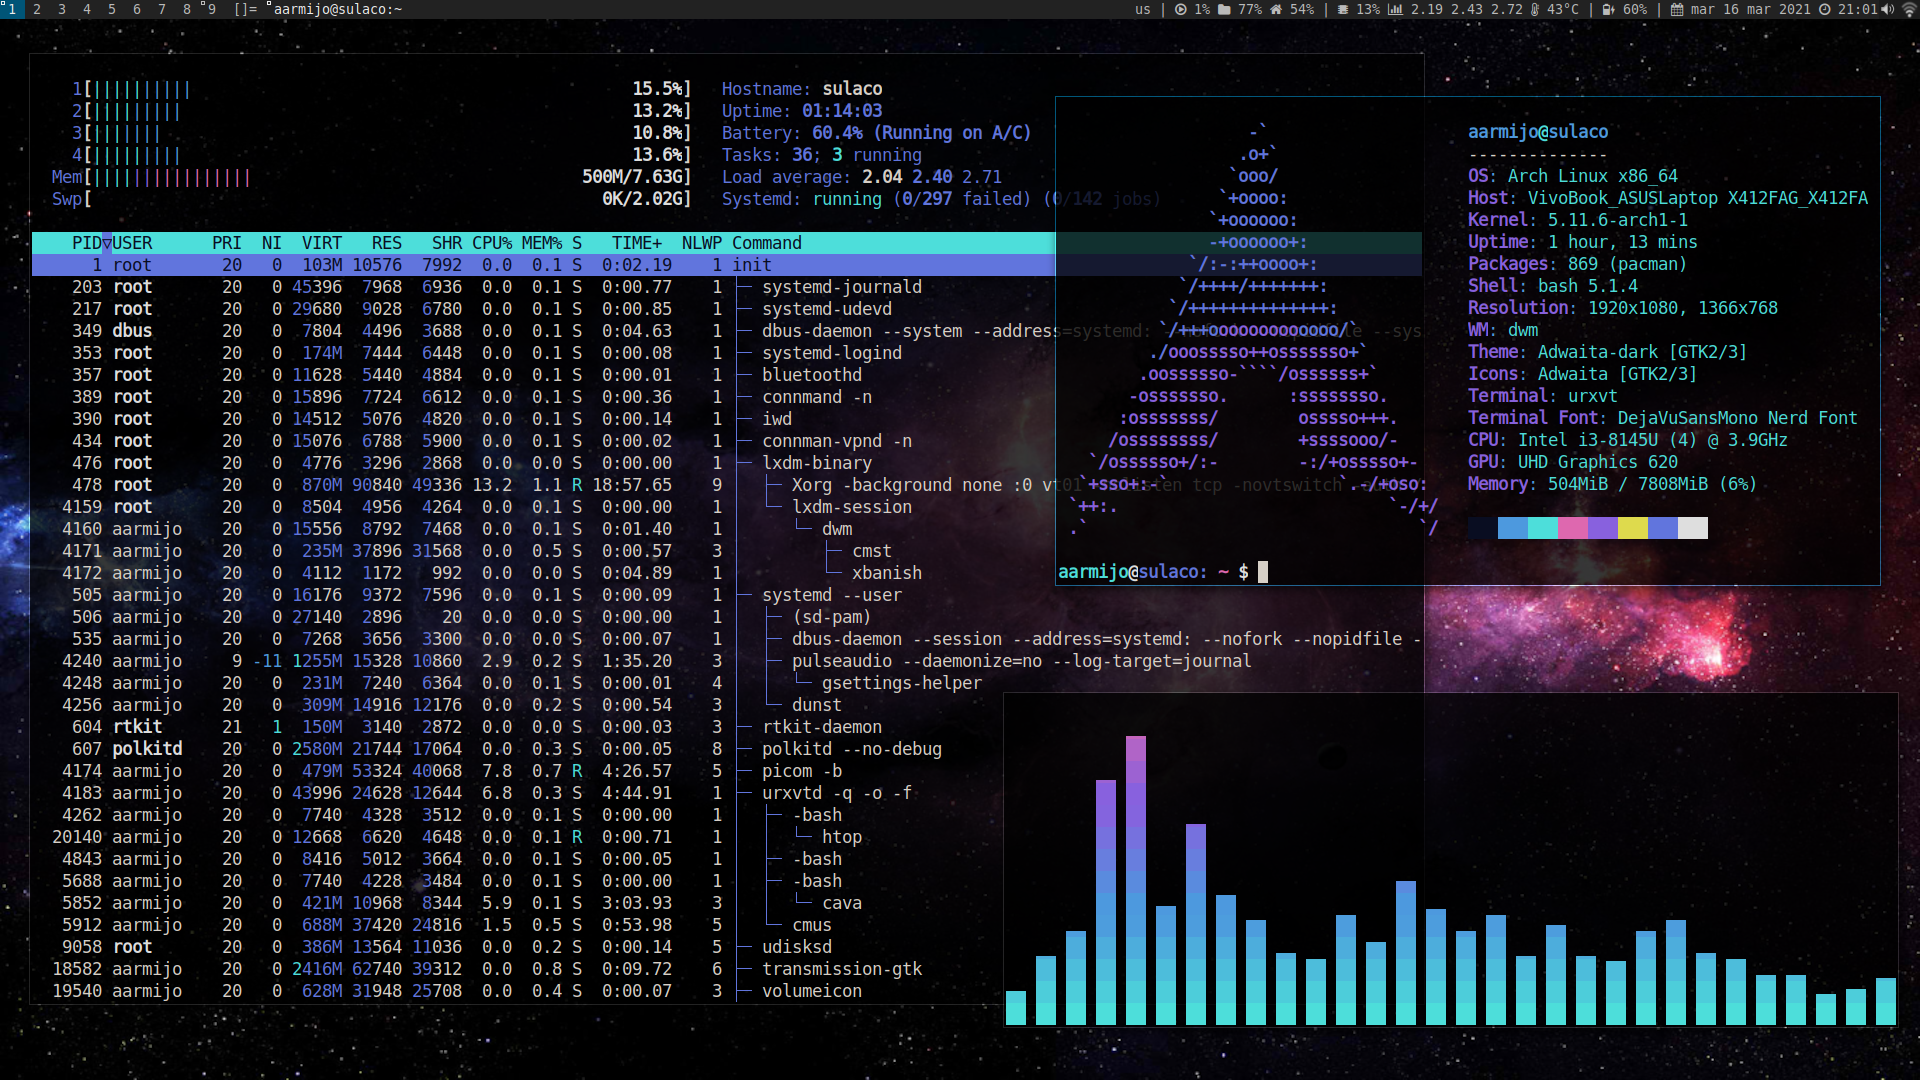 1 2 3 4 5 6 7 8 9 []= aarmijo@sulaco:~
us | 1% 77% 54% | 13% 2.19 2.43 2.72 43°C | 60% | mar 16 mar 2021 21:01
1[||||||||||15.5%]
2[|||||||||13.2%]
3[|||||||10.8%]
4[|||||||||13.6%]
Mem[||||||||||||||||500M/7.63G]
Swp[0K/2.02G]
Hostname: sulaco
Uptime: 01:14:03
Battery: 60.4% (Running on A/C)
Tasks: 36; 3 running
Load average: 2.04 2.40 2.71
Systemd: running (0/297 failed) (0/142 jobs)
PID▽USER PRI NI VIRT RES SHR CPU% MEM% S TIME+ NLWP Command
1 root 20 0 103M 10576 7992 0.0 0.1 S 0:02.19 1 init
203 root 20 0 45396 7968 6936 0.0 0.1 S 0:00.77 1 ├─ systemd-journald
217 root 20 0 29680 9028 6780 0.0 0.1 S 0:00.85 1 ├─ systemd-udevd
349 dbus 20 0 7804 4496 3688 0.0 0.1 S 0:04.63 1 ├─ dbus-daemon --system --address=systemd:
353 root 20 0 174M 7444 6448 0.0 0.1 S 0:00.08 1 ├─ systemd-logind
357 root 20 0 11628 5440 4884 0.0 0.1 S 0:00.01 1 ├─ bluetoothd
389 root 20 0 15896 7724 6612 0.0 0.1 S 0:00.36 1 ├─ connmand -n
390 root 20 0 14512 5076 4820 0.0 0.1 S 0:00.14 1 ├─ iwd
434 root 20 0 15076 6788 5900 0.0 0.1 S 0:00.02 1 ├─ connman-vpnd -n
476 root 20 0 4776 3296 2868 0.0 0.0 S 0:00.00 1 ├─ lxdm-binary
478 root 20 0 870M 90840 49336 13.2 1.1 R 18:57.65 9 │ ├─ Xorg -background none :0 vt01 tcp -novtswitch
4159 root 20 0 8504 4956 4264 0.0 0.1 S 0:00.00 1 │ └─ lxdm-session
4160 aarmijo 20 0 15556 8792 7468 0.0 0.1 S 0:01.40 1 │ └─ dwm
4171 aarmijo 20 0 235M 37896 31568 0.0 0.5 S 0:00.57 3 │ ├─ cmst
4172 aarmijo 20 0 4112 1172 992 0.0 0.0 S 0:04.89 1 │ └─ xbanish
505 aarmijo 20 0 16176 9372 7596 0.0 0.1 S 0:00.09 1 ├─ systemd --user
506 aarmijo 20 0 27140 2896 20 0.0 0.0 S 0:00.00 1 │ ├─ (sd-pam)
535 aarmijo 20 0 7268 3656 3300 0.0 0.0 S 0:00.07 1 │ ├─ dbus-daemon --session --address=systemd: --nofork --nopidfile -
4240 aarmijo 9 -11 1255M 15328 10860 2.9 0.2 S 1:35.20 3 │ ├─ pulseaudio --daemonize=no --log-target=journal
4248 aarmijo 20 0 231M 7240 6364 0.0 0.1 S 0:00.01 4 │ │ └─ gsettings-helper
4256 aarmijo 20 0 309M 14916 12176 0.0 0.2 S 0:00.54 3 │ └─ dunst
604 rtkit 21 1 150M 3140 2872 0.0 0.0 S 0:00.03 3 ├─ rtkit-daemon
607 polkitd 20 0 2580M 21744 17064 0.0 0.3 S 0:00.05 8 ├─ polkitd --no-debug
4174 aarmijo 20 0 479M 53324 40068 7.8 0.7 R 4:26.57 5 ├─ picom -b
4183 aarmijo 20 0 43996 24628 12644 6.8 0.3 S 4:44.91 1 ├─ urxvtd -q -o -f
4262 aarmijo 20 0 7740 4328 3512 0.0 0.1 S 0:00.00 1 │ ├─ -bash
20140 aarmijo 20 0 12668 6620 4648 0.0 0.1 R 0:00.71 1 │ │ └─ htop
4843 aarmijo 20 0 8416 5012 3664 0.0 0.1 S 0:00.05 1 │ ├─ -bash
5688 aarmijo 20 0 7740 4228 3484 0.0 0.1 S 0:00.00 1 │ ├─ -bash
5852 aarmijo 20 0 421M 10968 8344 5.9 0.1 S 3:03.93 3 │ │ └─ cava
5912 aarmijo 20 0 688M 37420 24816 1.5 0.5 S 0:53.98 5 │ └─ cmus
9058 root 20 0 386M 13564 11036 0.0 0.2 S 0:00.14 5 ├─ udisksd
18582 aarmijo 20 0 2416M 62740 39312 0.0 0.8 S 0:09.72 6 ├─ transmission-gtk
19540 aarmijo 20 0 628M 31948 25708 0.0 0.4 S 0:00.07 3 ├─ volumeicon
-`
.o+`
`ooo/
`+oooo:
`+oooooo:
-+oooooo+:
`/:-:++oooo+:
`/++++/+++++++:
`/++++++++++++++:
`/+++ooooooooooooo/`
./ooosssso++osssssso+`
.oossssso-````/ossssss+`
-osssssso. :ssssssso.
:osssssss/ osssso+++.
/ossssssss/ +ssssooo/-
`/ossssso+/:- -:/+osssso+-
`+sso+:-` `.-/+oso:
`++:. `-/+/
.` `/
aarmijo@sulaco
--------------
OS: Arch Linux x86_64
Host: VivoBook_ASUSLaptop X412FAG_X412FA
Kernel: 5.11.6-arch1-1
Uptime: 1 hour, 13 mins
Packages: 869 (pacman)
Shell: bash 5.1.4
Resolution: 1920x1080, 1366x768
WM: dwm
Theme: Adwaita-dark [GTK2/3]
Icons: Adwaita [GTK2/3]
Terminal: urxvt
Terminal Font: DejaVuSansMono Nerd Font
CPU: Intel i3-8145U (4) @ 3.9GHz
GPU: UHD Graphics 620
Memory: 504MiB / 7808MiB (6%)
aarmijo@sulaco: ~ $